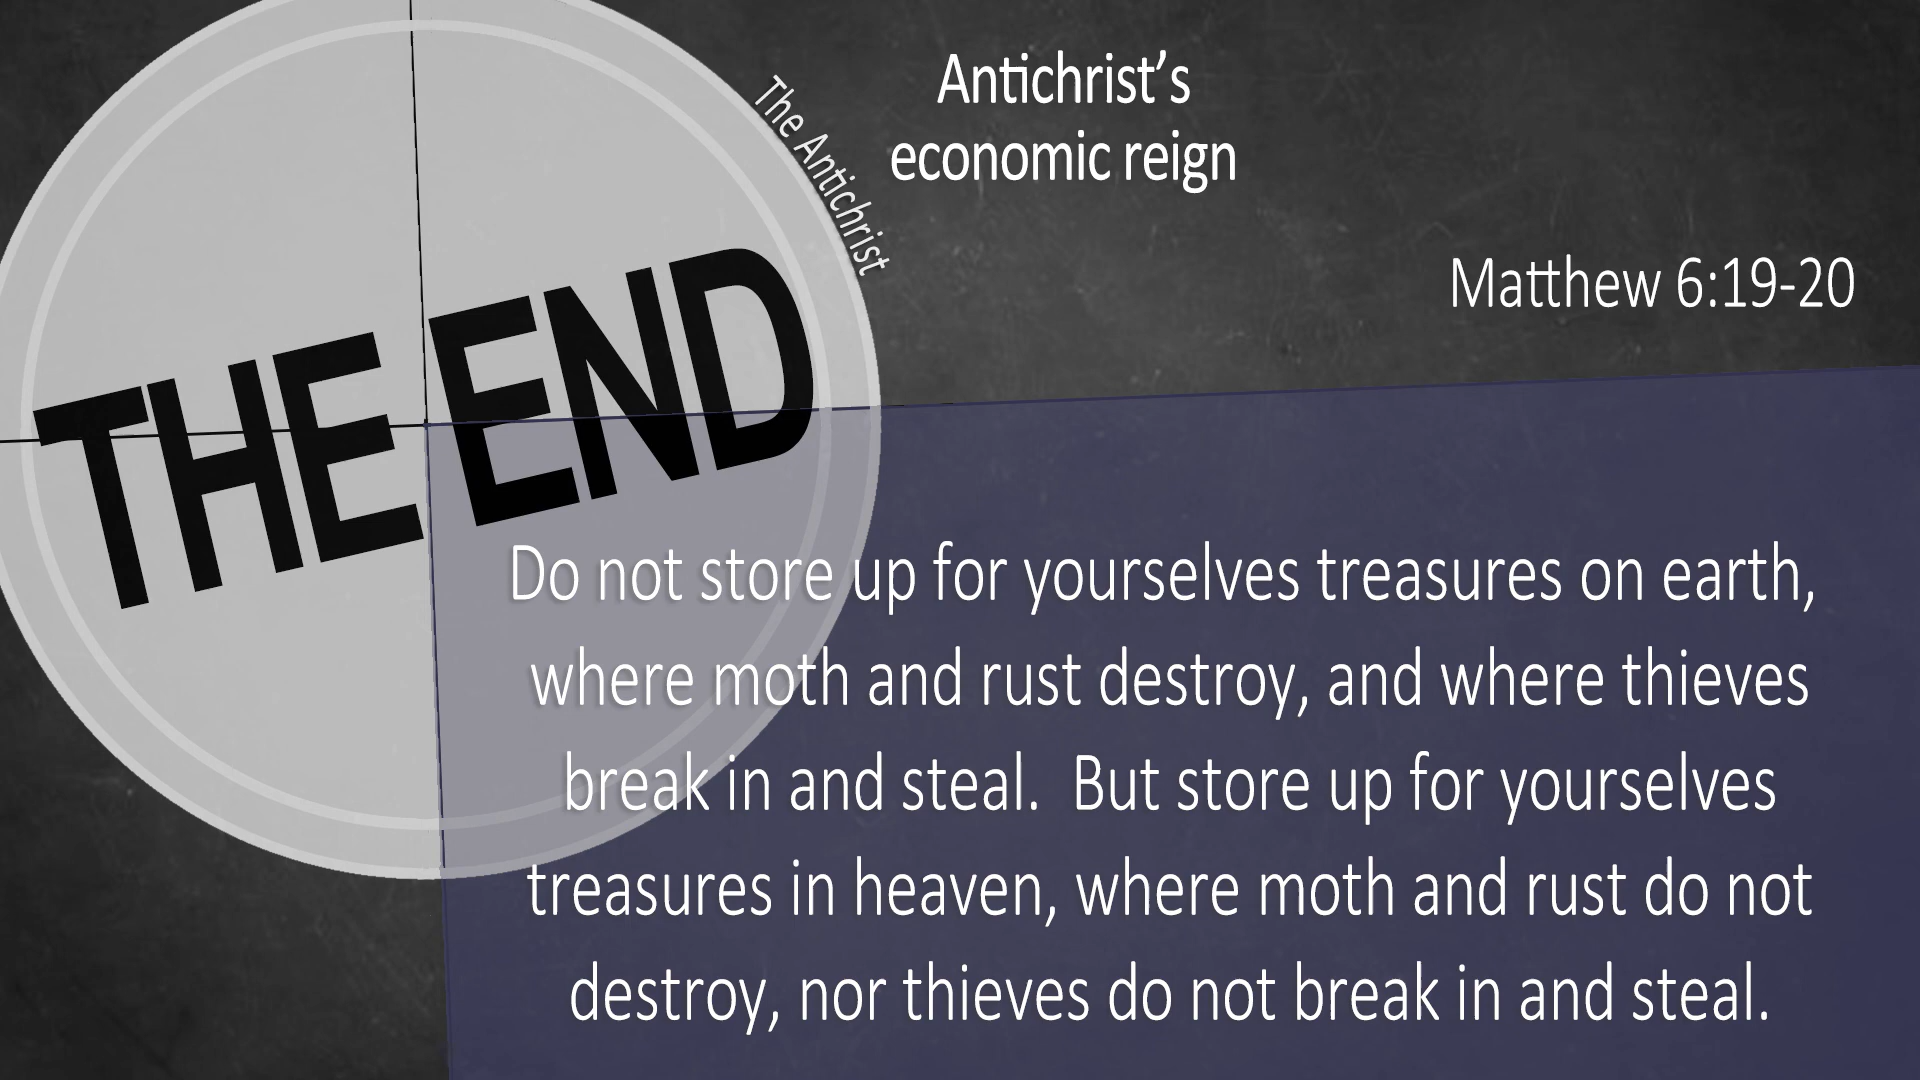 Antichrist's
economic reign
The Antichrist
THE END
Matthew 6:19-20
Do not store up for yourselves treasures on earth,
where moth and rust destroy, and where thieves
break in and steal.  But store up for yourselves
treasures in heaven, where moth and rust do not
destroy, nor thieves do not break in and steal.